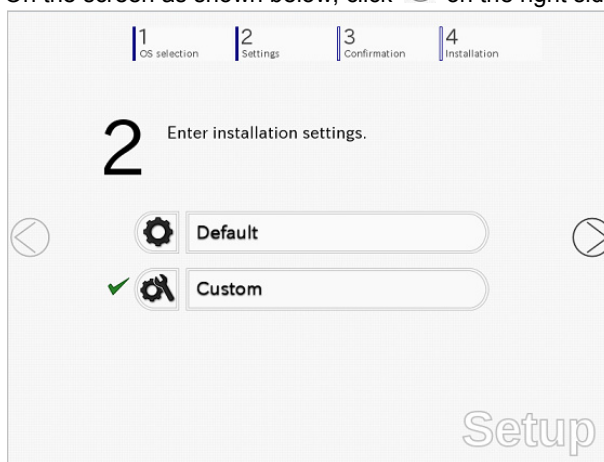 On the screen as shown below, click on the right sid
1 2 3 4
OS selection Settings Confirmation Installation
2 Enter installation settings.
Default
Custom
Setup